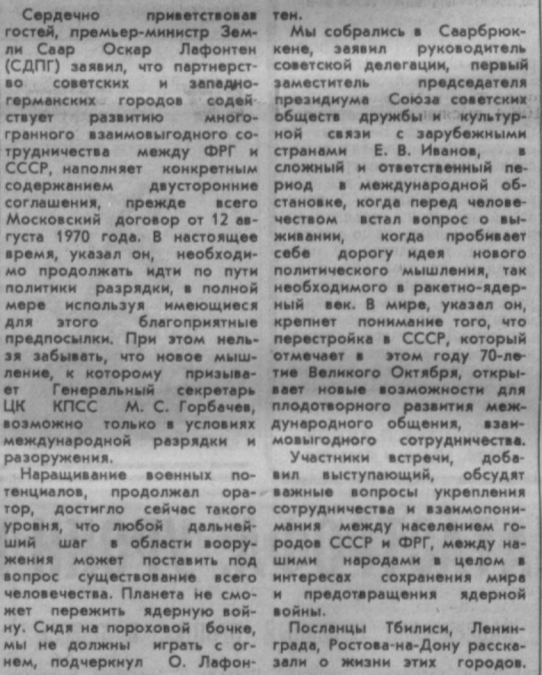 Сердечно приветствовав
гостей, премьер-министр Зем-
ли Саар Оскар Лафонтен
(СДПГ) заявил, что партнерст-
во советских и западно-
германских городов содей-
ствует развитию много-
гранного взаимовыгодного со-
трудничества между ФРГ и
СССР, наполняет конкретным
содержанием двусторонние
соглашения, прежде всего
Московский договор от 12 ав-
густа 1970 года. В настоящее
время, указал он, необходи-
мо продолжать идти по пути
политики разрядки, в полной
мере используя имеющиеся
для этого благоприятные
предпосылки. При этом нель-
зя забывать, что новое мыш-
ление, к которому призыва-
ет Генеральный секретарь
ЦК КПСС М. С. Горбачев,
возможно только в условиях
международной разрядки и
разоружения.
Наращивание военных по-
тенциалов, продолжал ора-
тор, достигло сейчас такого
уровня, что любой дальней-
ший шаг в области воору-
жения может поставить под
вопрос существование всего
человечества. Планета не смо-
жет пережить ядерную вой-
ну. Сидя на пороховой бочке,
мы не должны играть с ог-
нем, подчеркнул О. Лафон-
тен.
Мы собрались в Саарбрюк-
кене, заявил руководитель
советской делегации, первый
заместитель председателя
президиума Союза советских
обществ дружбы и культур-
ной связи с зарубежными
странами Е. В. Иванов, в
сложный и ответственный пе-
риод в международной об-
становке, когда перед челове-
чеством встал вопрос о вы-
живании, когда пробивает
себе дорогу идея нового
политического мышления, так
необходимого в ракетно-ядер-
ный век. В мире, указал он,
крепнет понимание того, что
перестройка в СССР, который
отмечает в этом году 70-ле-
тие Великого Октября, откры-
вает новые возможности для
плодотворного развития меж-
дународного общения, взаи-
мовыгодного сотрудничества.
Участники встречи, доба-
вил выступающий, обсудят
важные вопросы укрепления
сотрудничества и взаимопони-
мания между населением го-
родов СССР и ФРГ, между на-
шими народами в целом в
интересах сохранения мира
и предотвращения ядерной
войны.
Посланцы Тбилиси, Ленин-
града, Ростова-на-Дону расска-
зали о жизни этих городов.